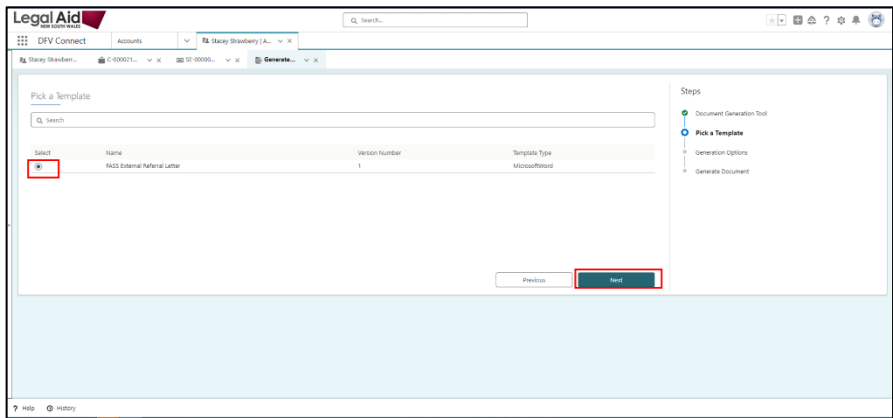 Legal Aid
NEW SOUTH WALES
Search...
DFV Connect
Accounts
Stacey Strawberry | A...
Stacey Strawberr...
C-000021...
SE-00000...
Generate...
Pick a Template
Search
Select Name Version Number Template Type
FASS External Referral Letter 1 MicrosoftWord
Previous Next
Steps
Document Generation Tool
Pick a Template
Generation Options
Generate Document
? Help History